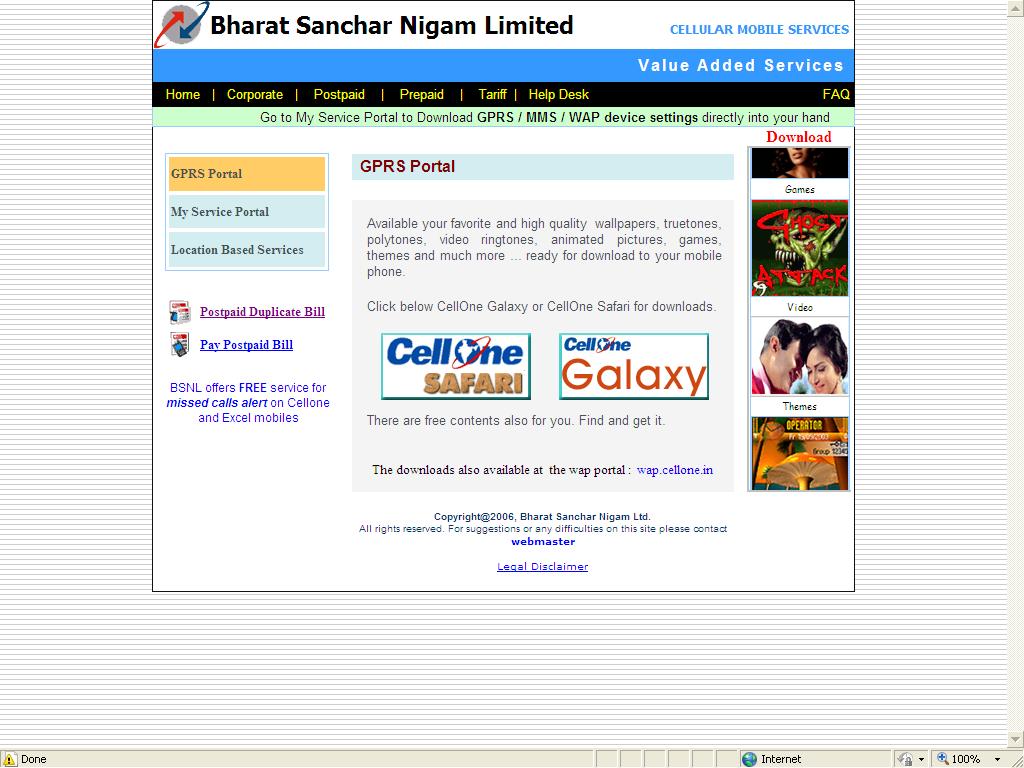 Bharat Sanchar Nigam Limited
CELLULAR MOBILE SERVICES
Value Added Services
Home | Corporate | Postpaid | Prepaid | Tariff | Help Desk FAQ
Go to My Service Portal to Download GPRS / MMS / WAP device settings directly into your hand
GPRS Portal
My Service Portal
Location Based Services
Postpaid Duplicate Bill
Pay Postpaid Bill
BSNL offers FREE service for
missed calls alert on Cellone
and Excel mobiles
GPRS Portal
Available your favorite and high quality wallpapers, truetones,
polytones, video ringtones, animated pictures, games,
themes and much more ... ready for download to your mobile
phone.
Click below CellOne Galaxy or CellOne Safari for downloads.
CellOne
SAFARI
CellOne
Galaxy
There are free contents also for you. Find and get it.
The downloads also available at the wap portal : wap.cellone.in
Download
Games
GHOST
ATTACK
Video
Themes
OPERATOR
Fr 13/06/2003
Group 12345
Copyright@2006, Bharat Sanchar Nigam Ltd.
All rights reserved. For suggestions or any difficulties on this site please contact
webmaster
Legal Disclaimer
Done
Internet
100%